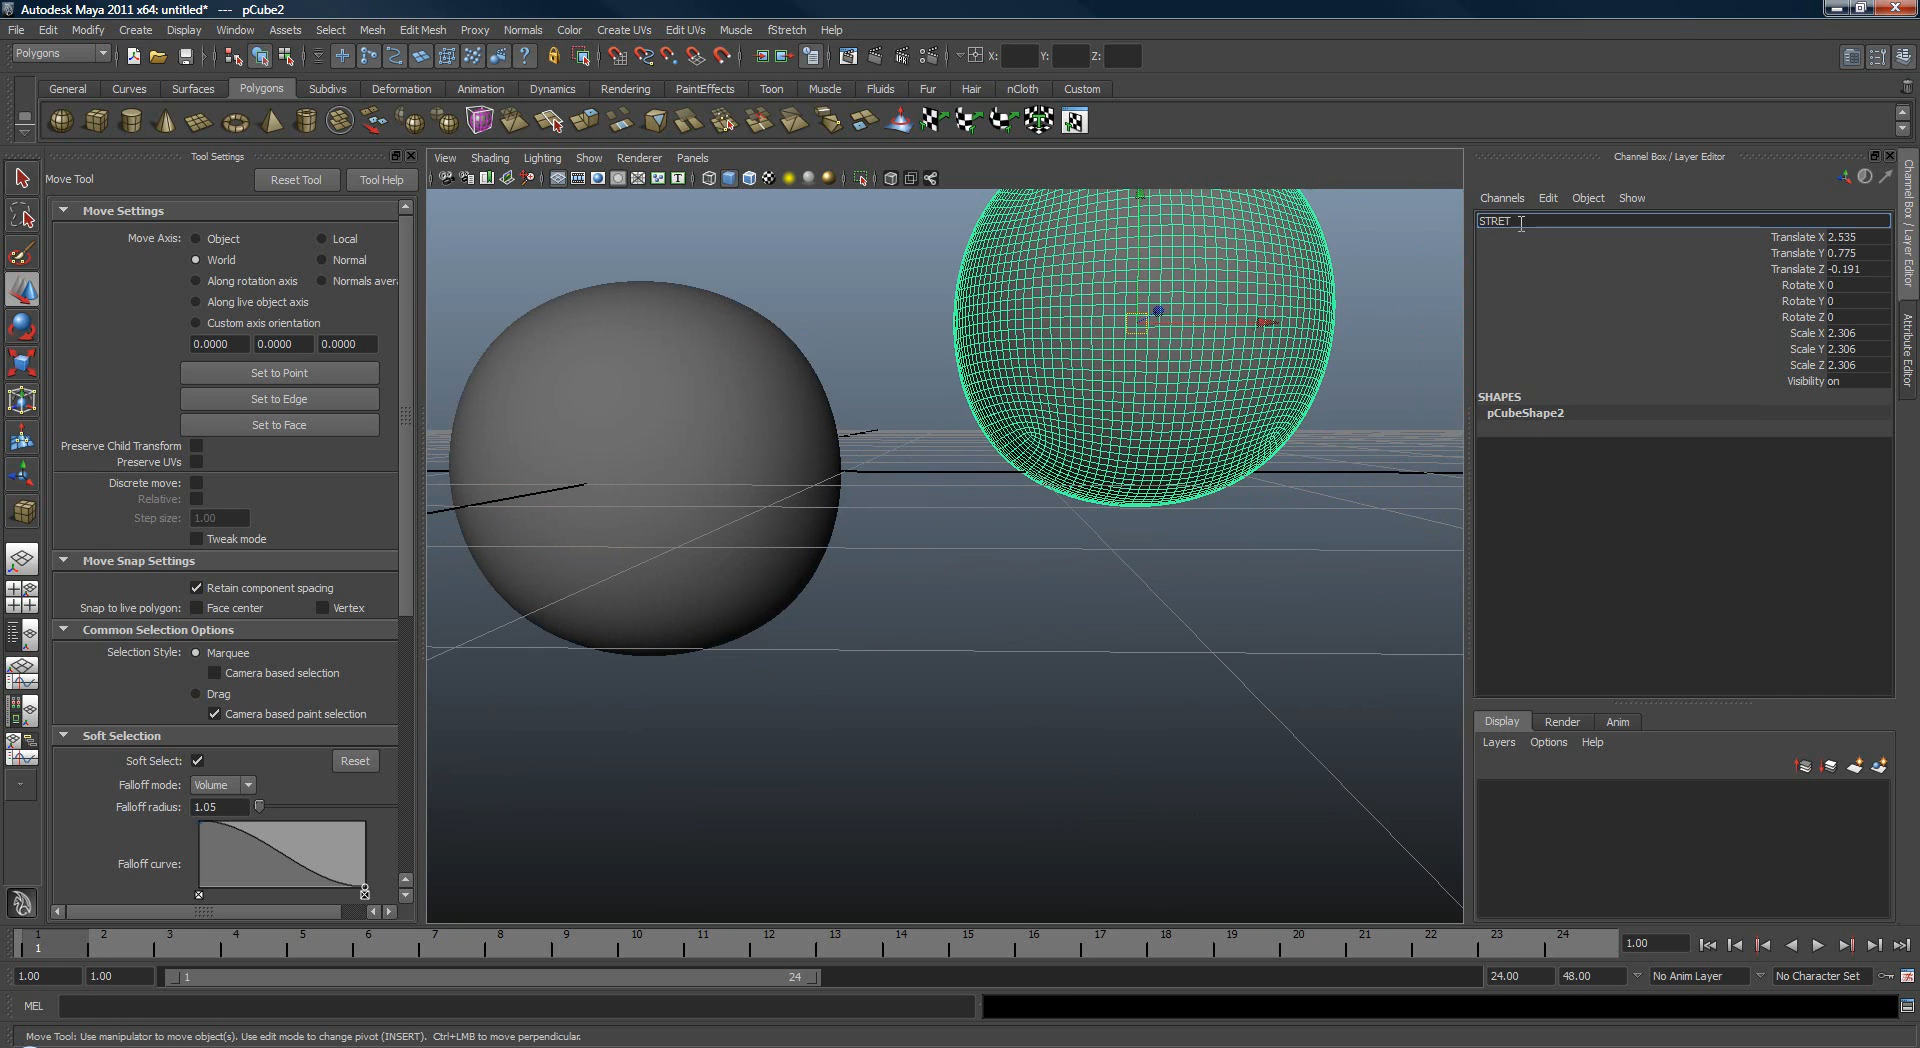 Autodesk Maya 2011 x64: untitled* --- pCube2
File Edit Modify Create Display Window Assets Select Mesh Edit Mesh Proxy Normals Color Create UVs Edit UVs Muscle fStretch Help
Polygons X: Y: Z:
General Curves Surfaces Polygons Subdivs Deformation Animation Dynamics Rendering PaintEffects Toon Muscle Fluids Fur Hair nCloth Custom
Tool Settings
Move Tool Reset Tool Tool Help
Move Settings
Move Axis: Object Local
World Normal
Along rotation axis Normals aver
Along live object axis
Custom axis orientation
0.0000 0.0000 0.0000
Set to Point
Set to Edge
Set to Face
Preserve Child Transform
Preserve UVs
Discrete move:
Relative:
Step size: 1.00
Tweak mode
Move Snap Settings
Retain component spacing
Snap to live polygon: Face center Vertex
Common Selection Options
Selection Style: Marquee
Camera based selection
Drag
Camera based paint selection
Soft Selection
Soft Select: Reset
Falloff mode: Volume
Falloff radius: 1.05
Falloff curve:
View Shading Lighting Show Renderer Panels
Channel Box / Layer Editor
Channels Edit Object Show
STRET
Translate X 2.535
Translate Y 0.775
Translate Z -0.191
Rotate X 0
Rotate Y 0
Rotate Z 0
Scale X 2.306
Scale Y 2.306
Scale Z 2.306
Visibility on
SHAPES
pCubeShape2
Channel Box / Layer Editor
Attribute Editor
Display Render Anim
Layers Options Help
1 2 3 4 5 6 7 8 9 10 11 12 13 14 15 16 17 18 19 20 21 22 23 24
1
1.00
1.00 1.00 1 24 24.00 48.00 No Anim Layer No Character Set
MEL
Move Tool: Use manipulator to move object(s). Use edit mode to change pivot (INSERT). Ctrl+LMB to move perpendicular.